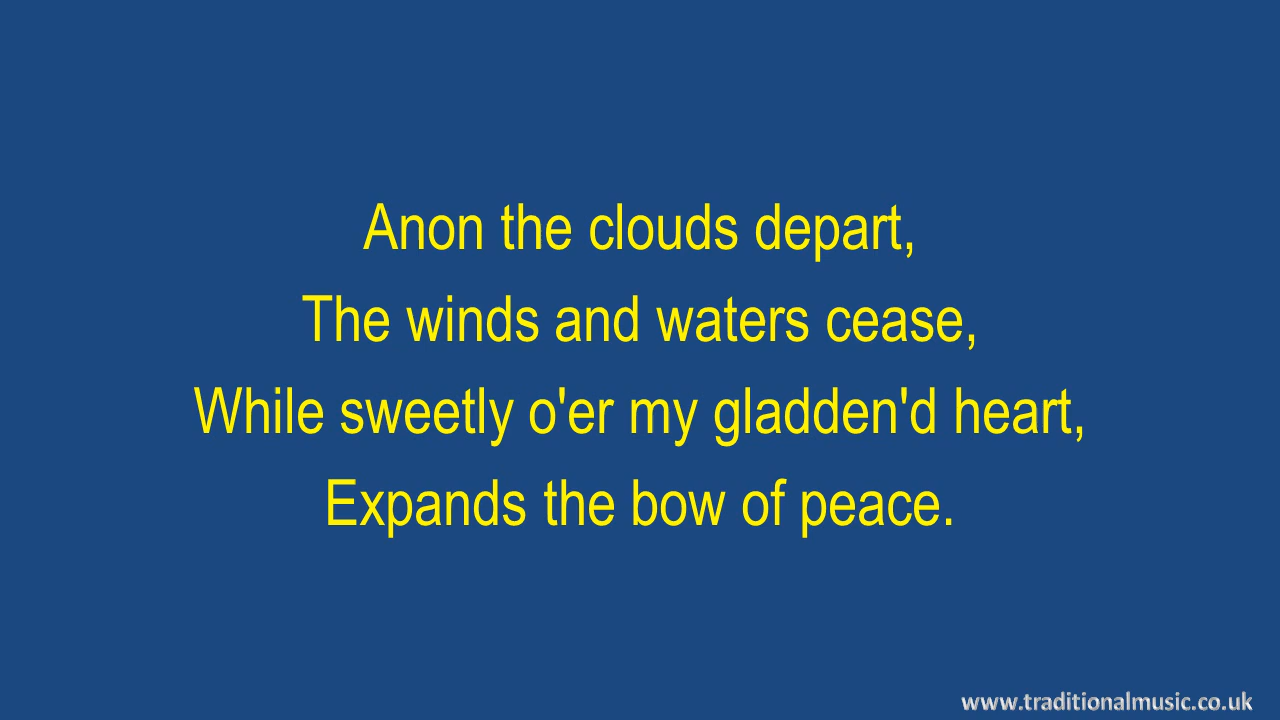 Anon the clouds depart,
The winds and waters cease,
While sweetly o'er my gladden'd heart,
Expands the bow of peace.
www.traditionalmusic.co.uk